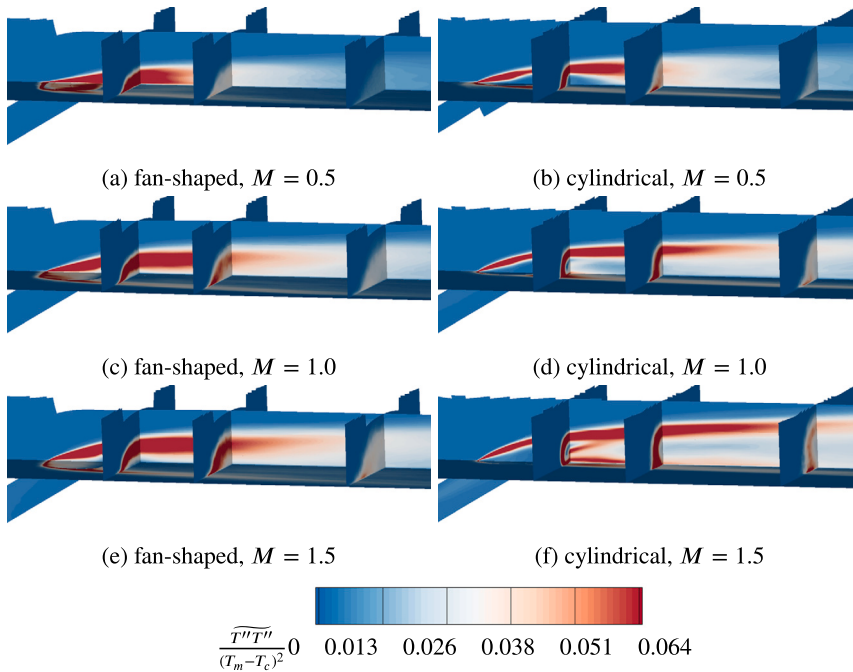 (a) fan-shaped, M = 0.5
(b) cylindrical, M = 0.5
(c) fan-shaped, M = 1.0
(d) cylindrical, M = 1.0
(e) fan-shaped, M = 1.5
(f) cylindrical, M = 1.5
T′′T′′
(Tₘ−T꜀)²
0 0.013 0.026 0.038 0.051 0.064